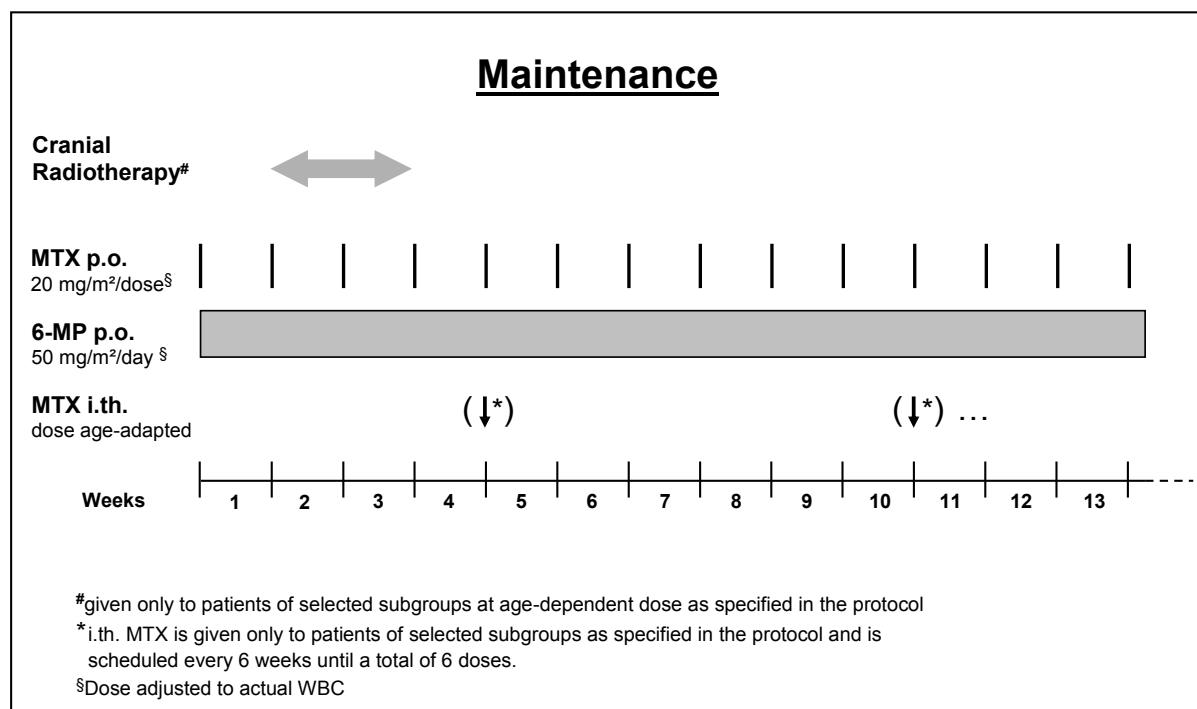 Maintenance
Cranial
Radiotherapy#
MTX p.o.
20 mg/m²/dose§
6-MP p.o.
50 mg/m²/day §
MTX i.th.
dose age-adapted
(↓*) (↓*) ...
Weeks 1 2 3 4 5 6 7 8 9 10 11 12 13
#given only to patients of selected subgroups at age-dependent dose as specified in the protocol
*i.th. MTX is given only to patients of selected subgroups as specified in the protocol and is
scheduled every 6 weeks until a total of 6 doses.
§Dose adjusted to actual WBC